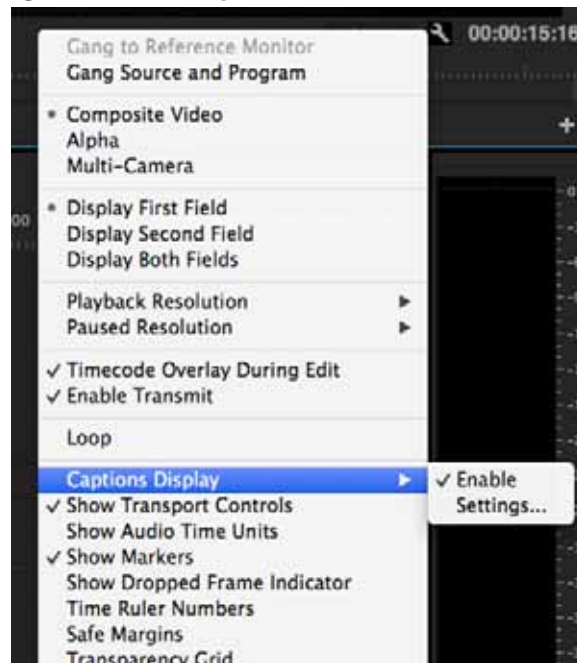 00:00:15:16
Gang to Reference Monitor
Gang Source and Program
Composite Video
Alpha
Multi-Camera
Display First Field
Display Second Field
Display Both Fields
00
Playback Resolution
Paused Resolution
✓ Timecode Overlay During Edit
✓ Enable Transmit
Loop
Captions Display
✓ Enable
Settings...
✓ Show Transport Controls
Show Audio Time Units
✓ Show Markers
Show Dropped Frame Indicator
Time Ruler Numbers
Safe Margins
Transparency Grid